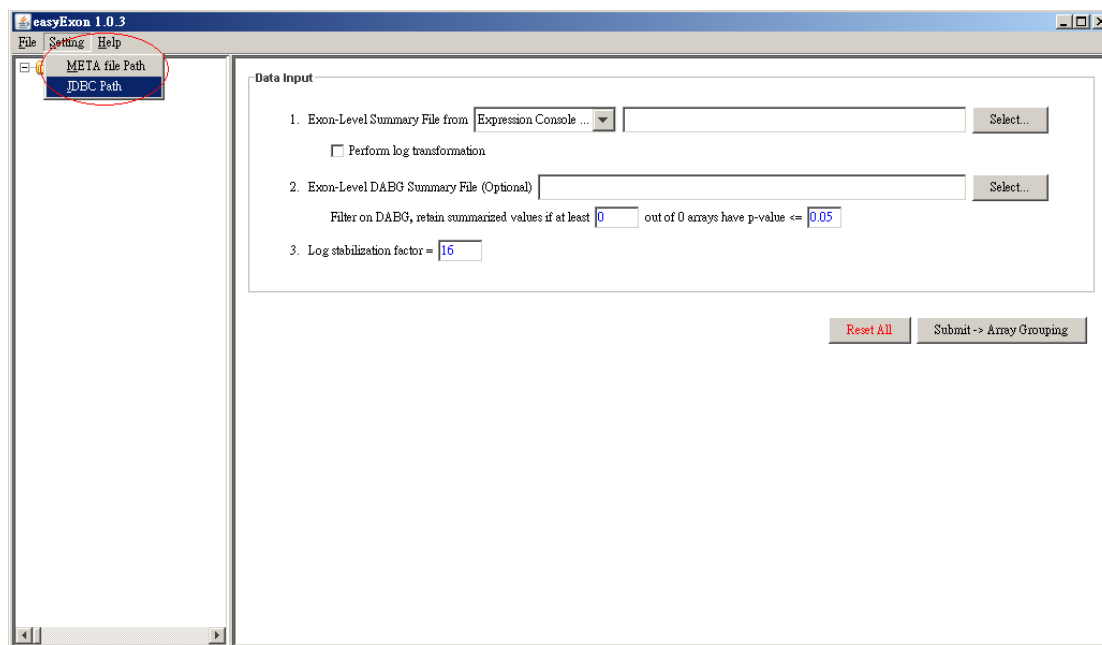 easyExon 1.0.3
File Setting Help
META file Path
JDBC Path
Data Input
1. Exon-Level Summary File from Expression Console ... Select...
Perform log transformation
2. Exon-Level DABG Summary File (Optional) Select...
Filter on DABG, retain summarized values if at least 0 out of 0 arrays have p-value <= 0.05
3. Log stabilization factor = 16
Reset All Submit -> Array Grouping